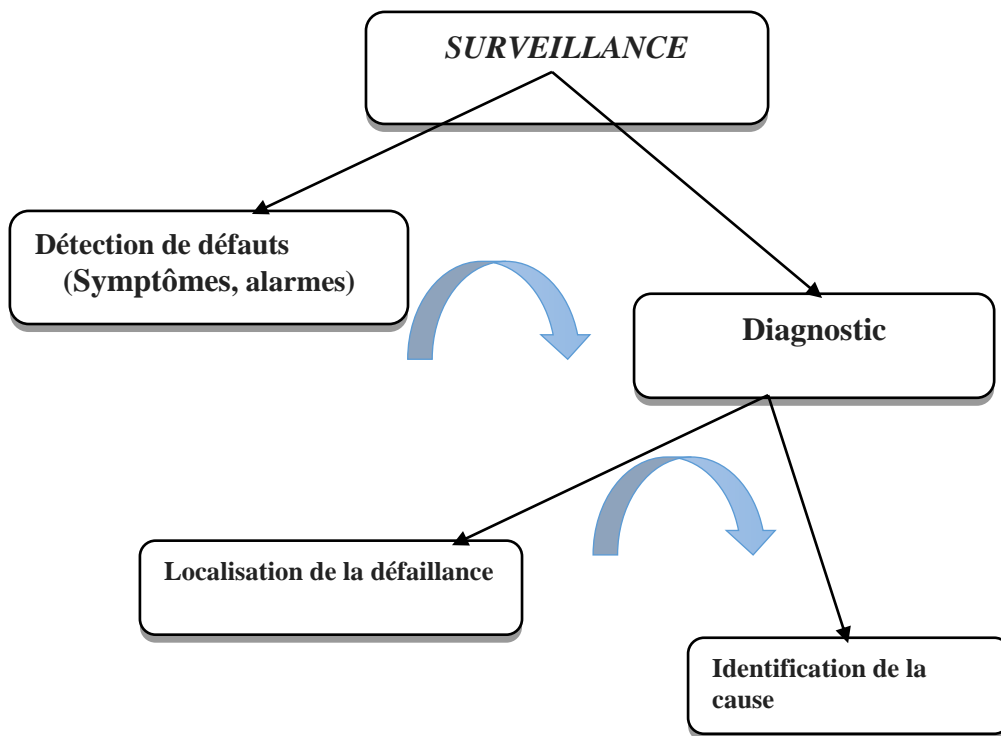 SURVEILLANCE
Détection de défauts
(Symptômes, alarmes)
Diagnostic
Localisation de la défaillance
Identification de la
cause